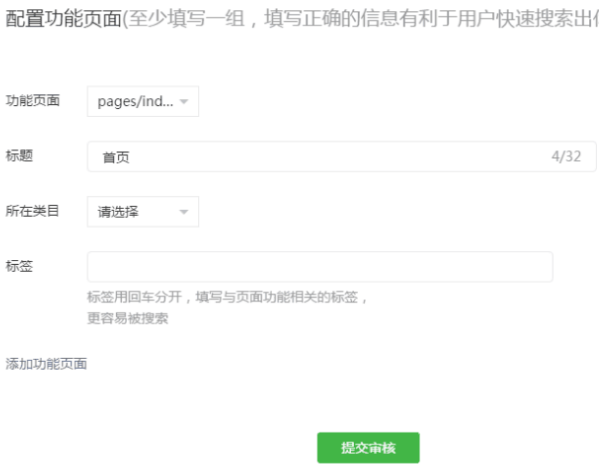 配置功能页面(至少填写一组，填写正确的信息有利于用户快速搜索出
功能页面 pages/ind...
标题 首页 4/32
所在类目 请选择
标签
标签用回车分开，填写与页面功能相关的标签，
更容易被搜索
添加功能页面
提交审核